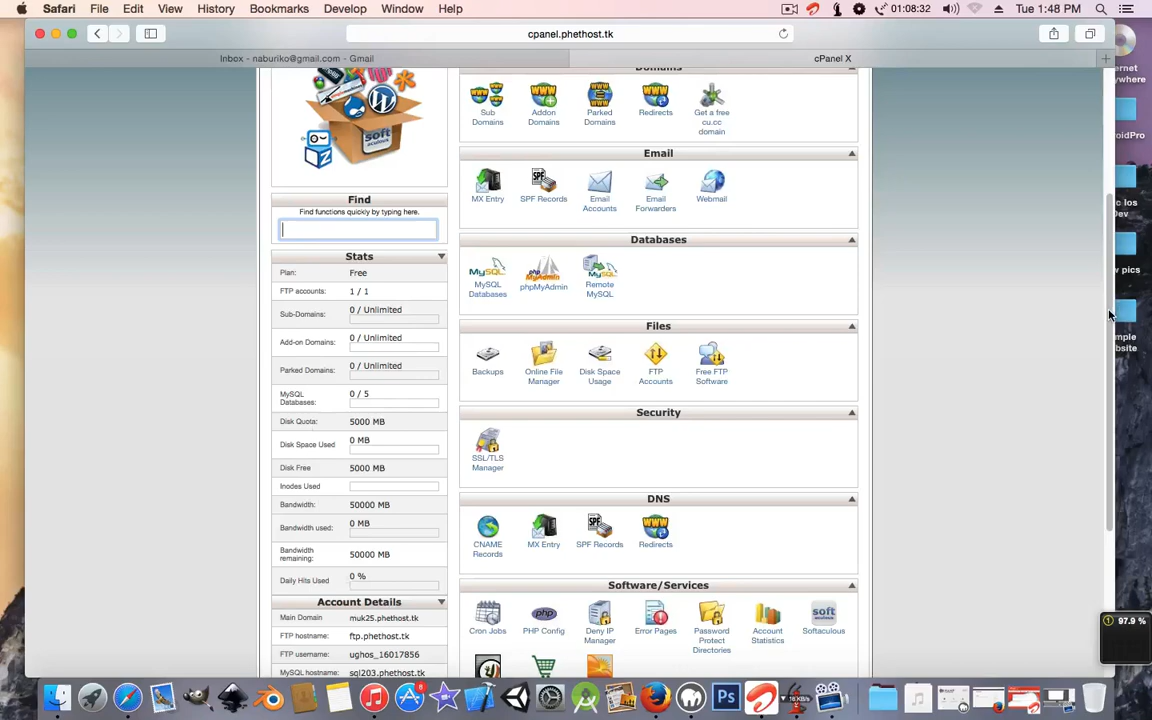 Safari File Edit View History Bookmarks Develop Window Help 01:08:32 Tue 1:48 PM
cpanel.phethost.tk
Inbox - naburiko@gmail.com - Gmail cPanel X
soft
aculous
Find
Find functions quickly by typing here.
Stats
Plan: Free
FTP accounts: 1 / 1
Sub-Domains: 0 / Unlimited
Add-on Domains: 0 / Unlimited
Parked Domains: 0 / Unlimited
MySQL Databases: 0 / 5
Disk Quota: 5000 MB
Disk Space Used 0 MB
Disk Free 5000 MB
Inodes Used
Bandwidth: 50000 MB
Bandwidth used: 0 MB
Bandwidth remaining: 50000 MB
Daily Hits Used 0 %
Account Details
Main Domain muk25.phethost.tk
FTP hostname: ftp.phethost.tk
FTP username: ughos_16017856
MySQL hostname: sql203.phethost.tk
Domains
Sub Domains
Addon Domains
Parked Domains
Redirects
Get a free cu.cc domain
Email
MX Entry
SPF Records
Email Accounts
Email Forwarders
Webmail
Databases
MySQL Databases
phpMyAdmin
Remote MySQL
Files
Backups
Online File Manager
Disk Space Usage
FTP Accounts
Free FTP Software
Security
SSL/TLS Manager
DNS
CNAME Records
MX Entry
SPF Records
Redirects
Software/Services
Cron Jobs
PHP Config
Deny IP Manager
Error Pages
Password Protect Directories
Account Statistics
Softaculous
97.9 %